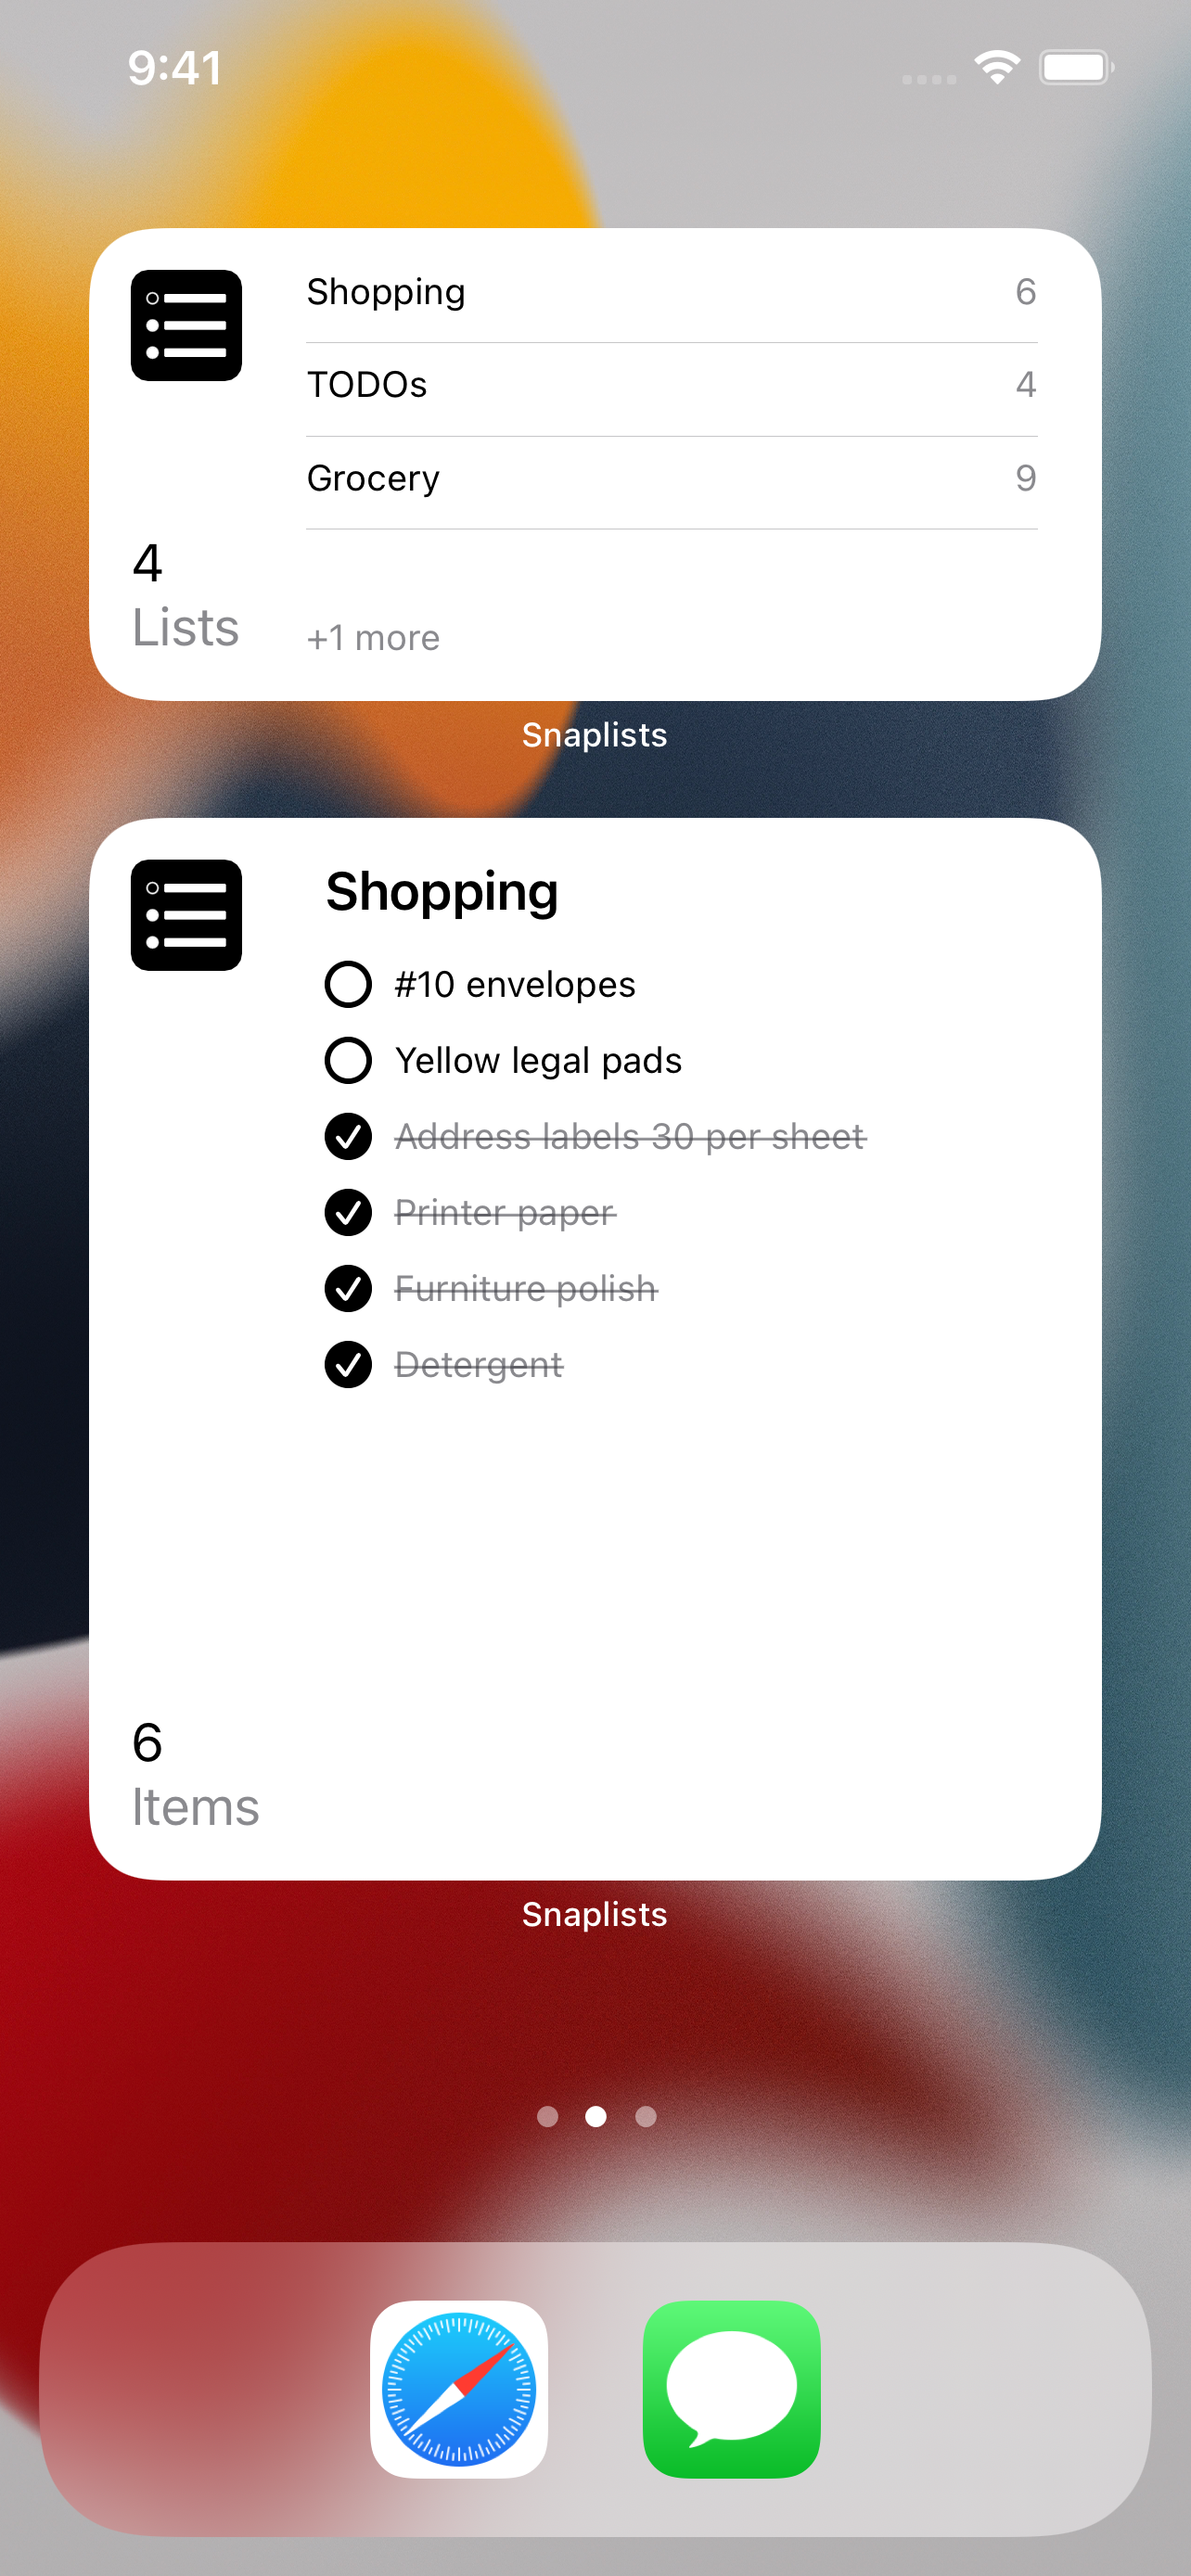 9:41
Shopping 6
TODOs 4
Grocery 9
4
Lists
+1 more
Snaplists
Shopping
#10 envelopes
Yellow legal pads
Address labels 30 per sheet
Printer paper
Furniture polish
Detergent
6
Items
Snaplists